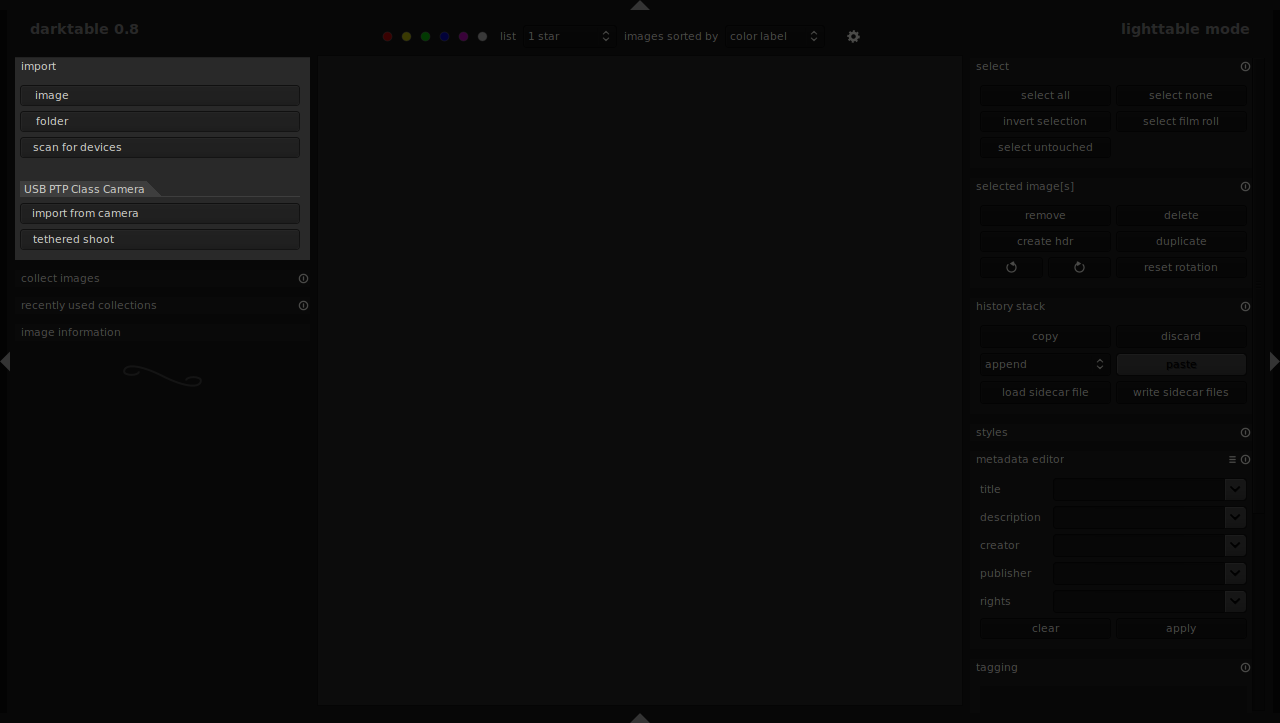 darktable 0.8
list 1 star images sorted by color label
lighttable mode
import
image
folder
scan for devices
USB PTP Class Camera
import from camera
tethered shoot
collect images
recently used collections
image information
select
select all select none
invert selection select film roll
select untouched
selected image[s]
remove delete
create hdr duplicate
reset rotation
history stack
copy discard
append paste
load sidecar file write sidecar files
styles
metadata editor
title
description
creator
publisher
rights
clear apply
tagging